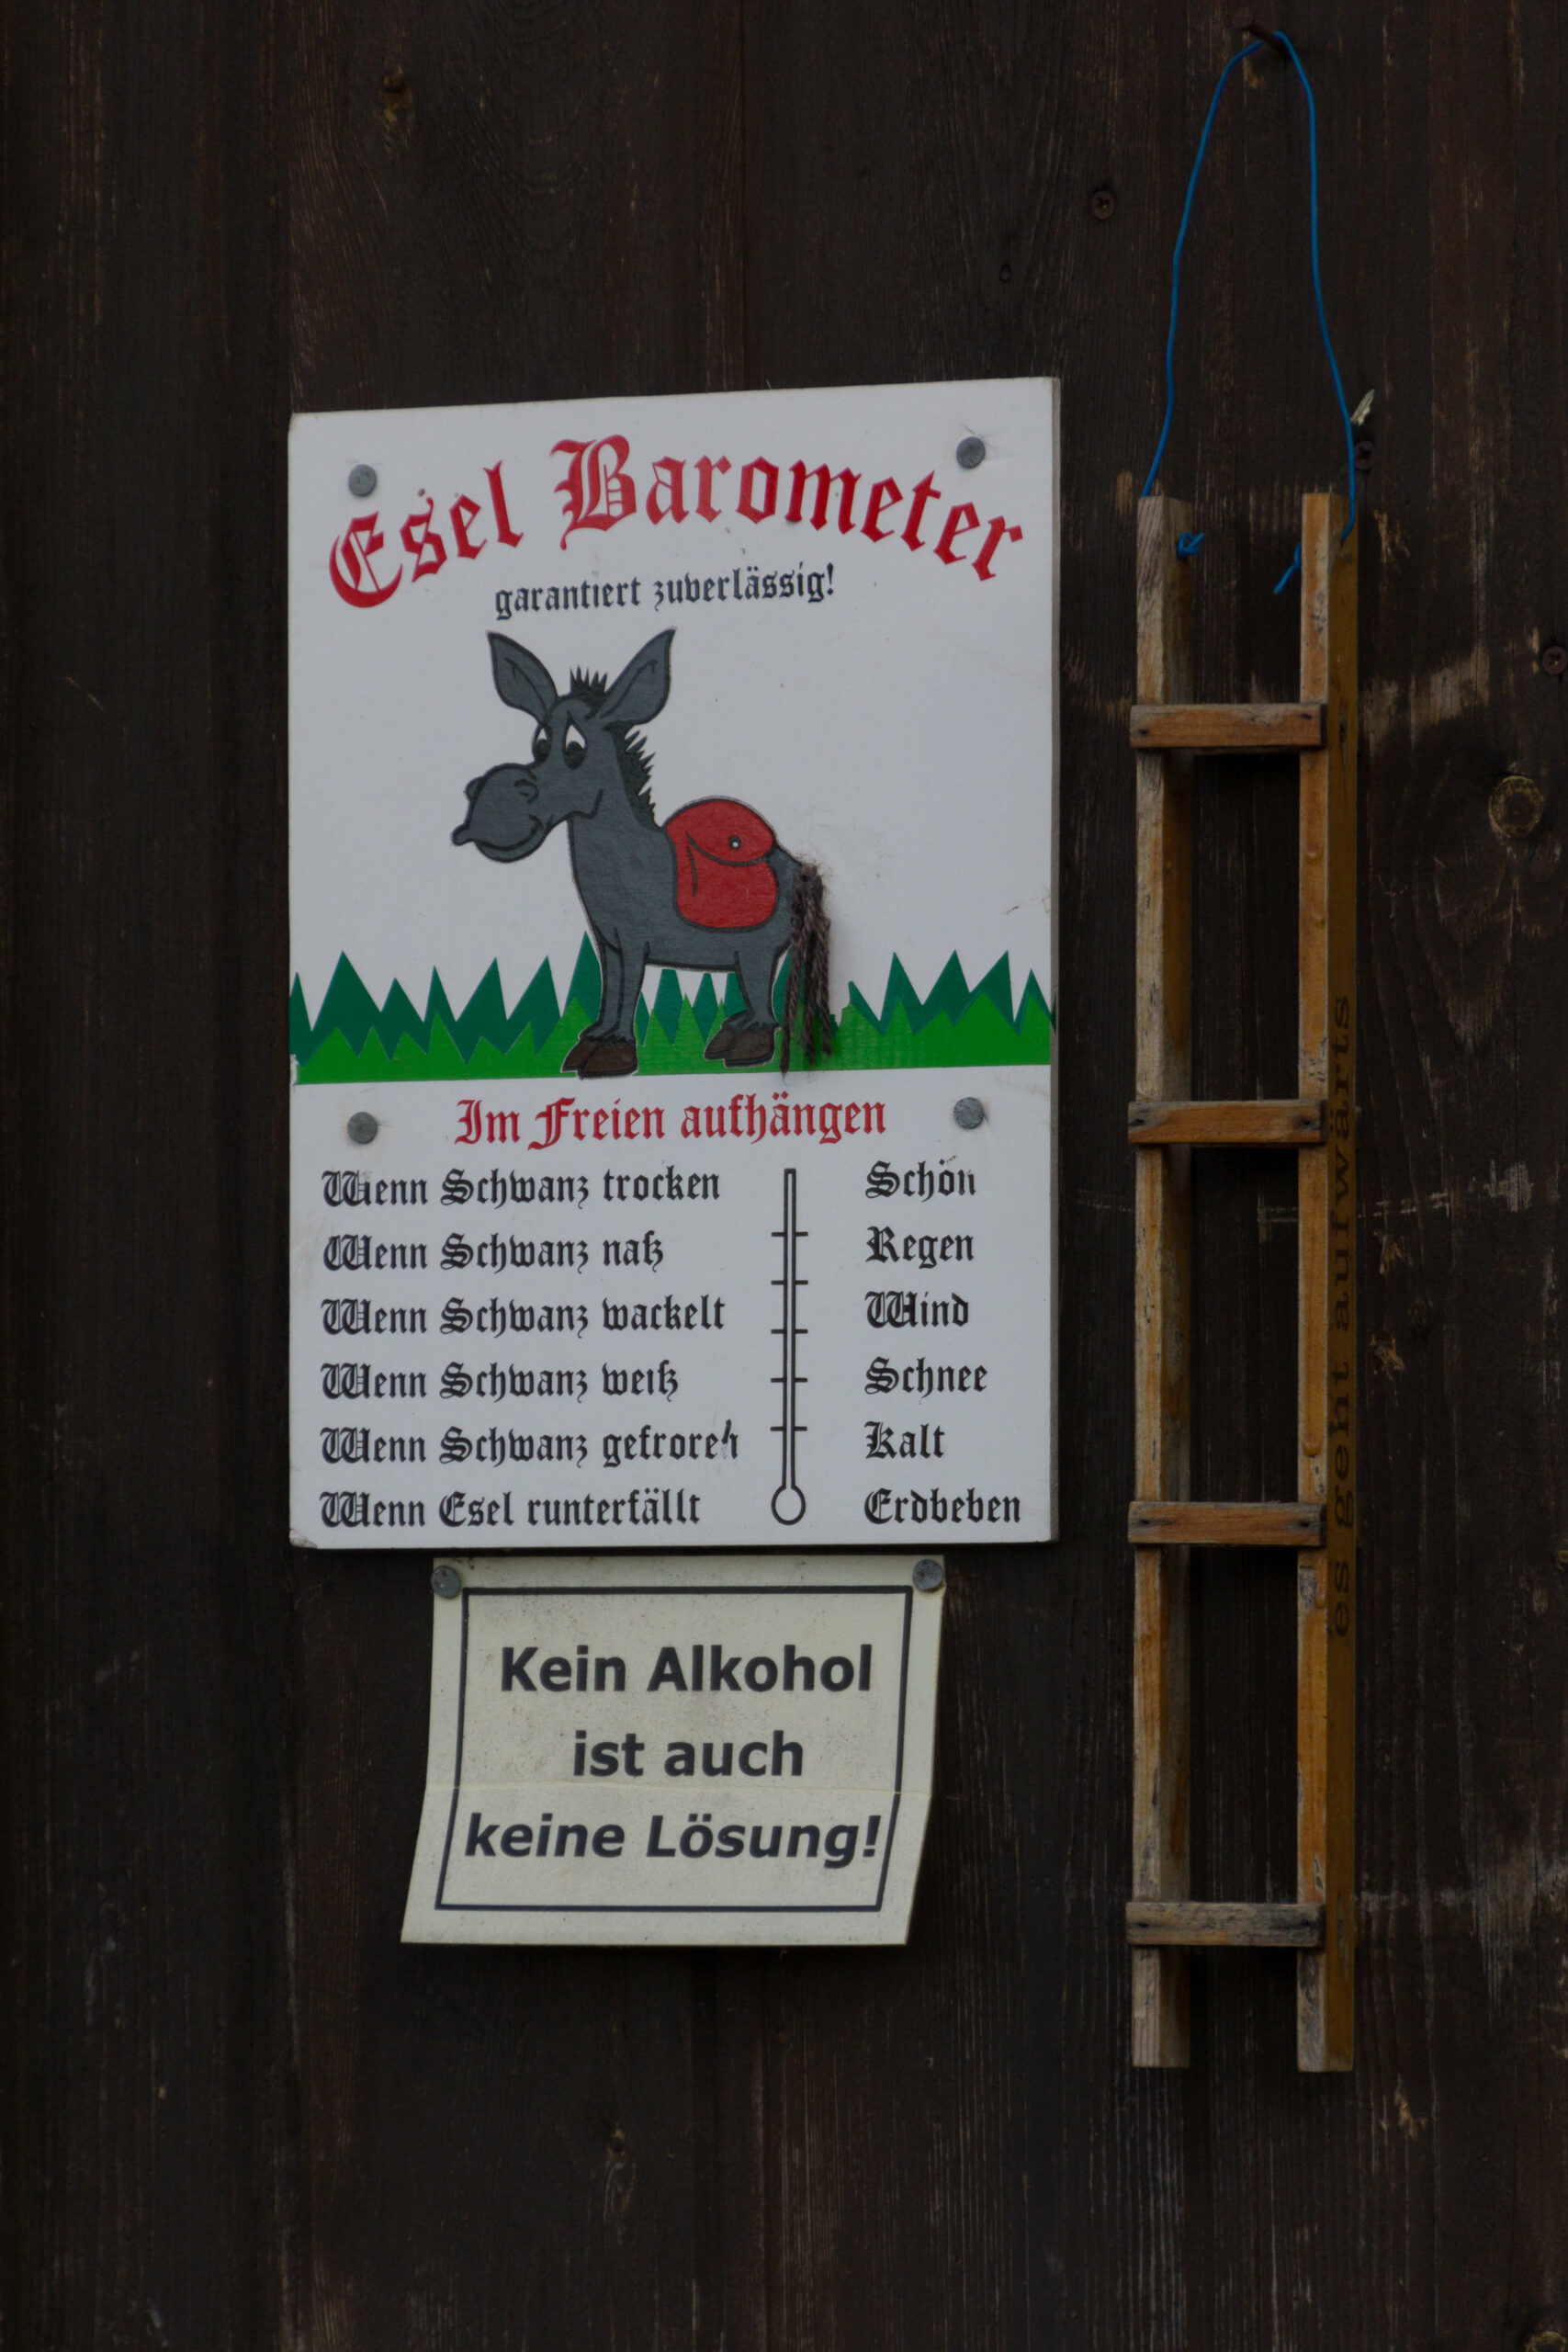 Esel Barometer
garantiert zuverlässig!
Im Freien aufhängen
Wenn Schwanz trocken Schön
Wenn Schwanz naß Regen
Wenn Schwanz wackelt Wind
Wenn Schwanz weiß Schnee
Wenn Schwanz gefroren Kalt
Wenn Esel runterfällt Erdbeben
Kein Alkohol
ist auch
keine Lösung!
es geht aufwärts